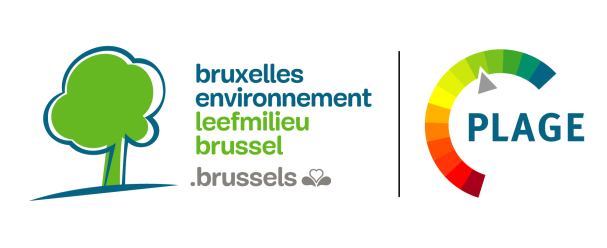 bruxelles
environnement
leefmilieu
brussel
.brussels
PLAGE